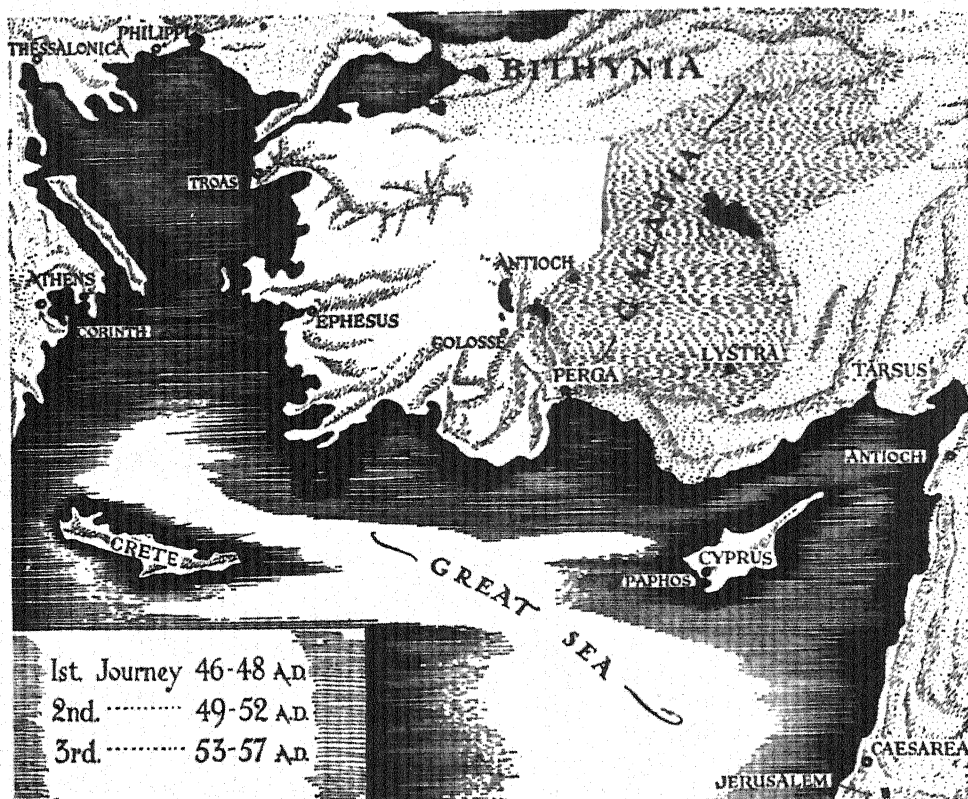 PHILIPPI
THESSALONICA
BITHYNIA
TROAS
GALATIA
ANTIOCH
ATHENS
EPHESUS
CORINTH
COLOSSE
LYSTRA
PERGA
TARSUS
ANTIOCH
CRETE
CYPRUS
PAPHOS
GREAT SEA
1st. Journey 46-48 A.D.
2nd. ........ 49-52 A.D.
3rd. ........ 53-57 A.D.
CAESAREA
JERUSALEM